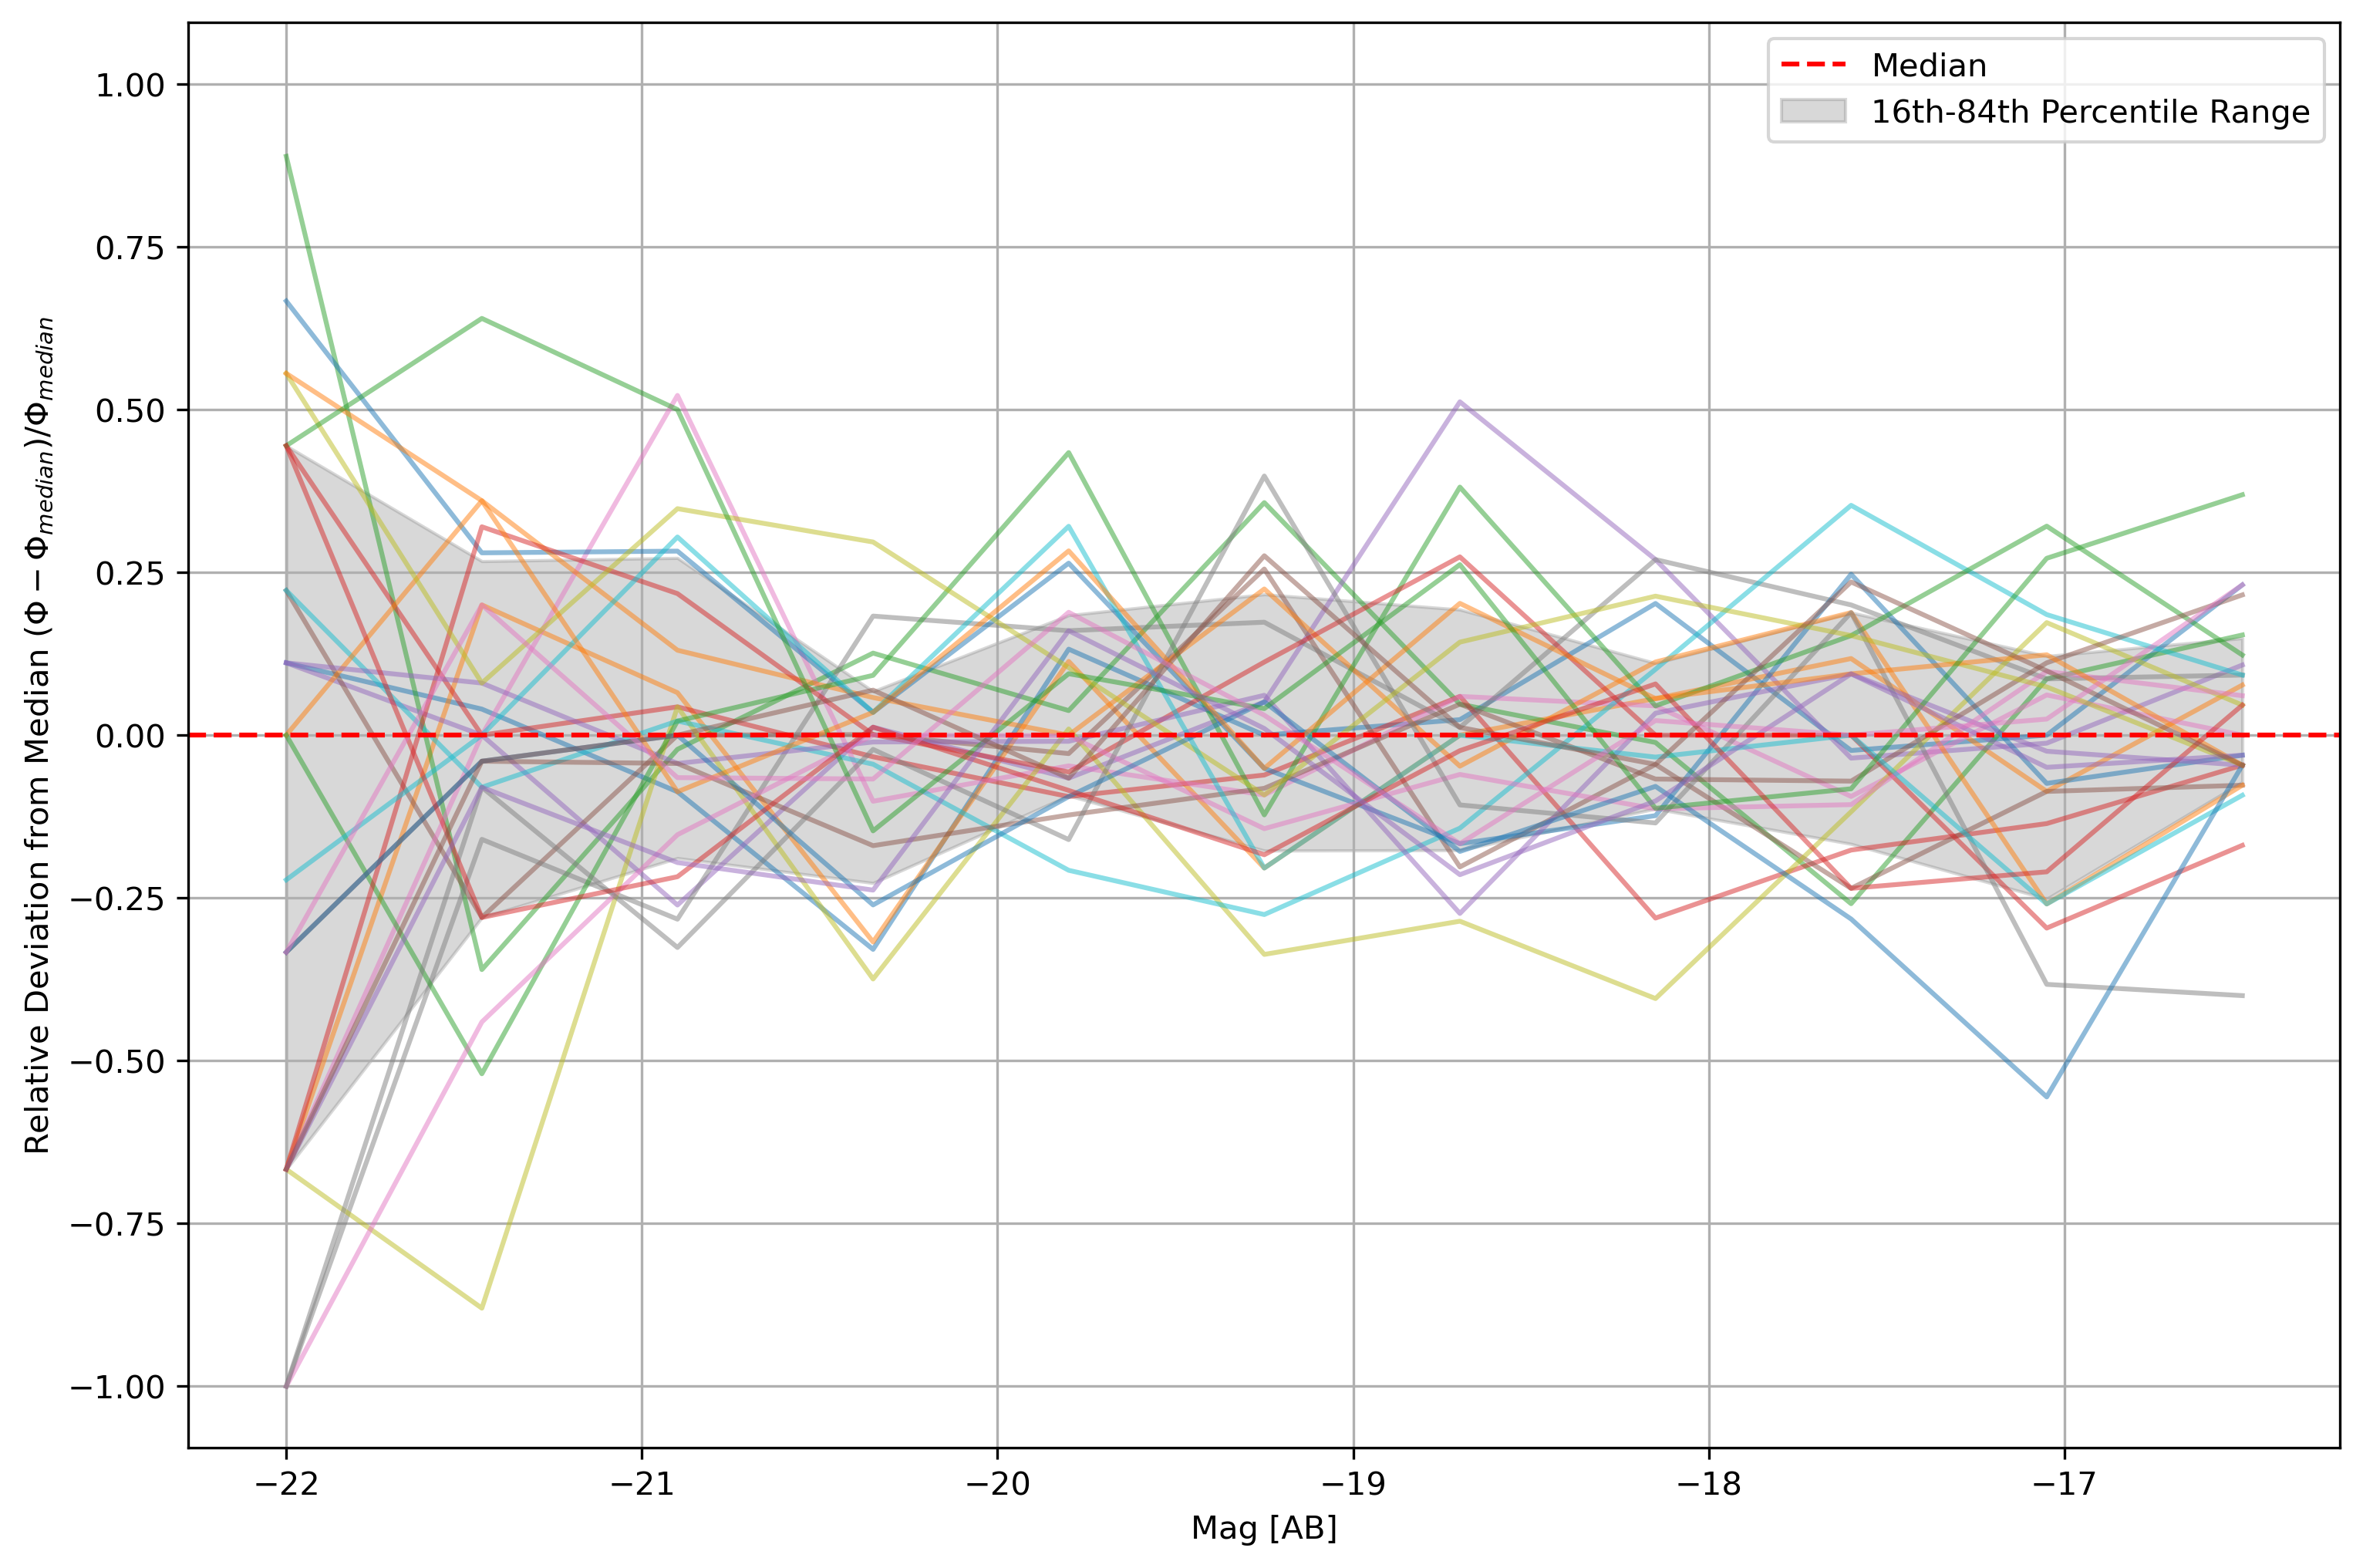 Median
16th-84th Percentile Range
Relative Deviation from Median (Φ − Φmedian)/Φmedian
1.00
0.75
0.50
0.25
0.00
−0.25
−0.50
−0.75
−1.00
−22 −21 −20 −19 −18 −17
Mag [AB]